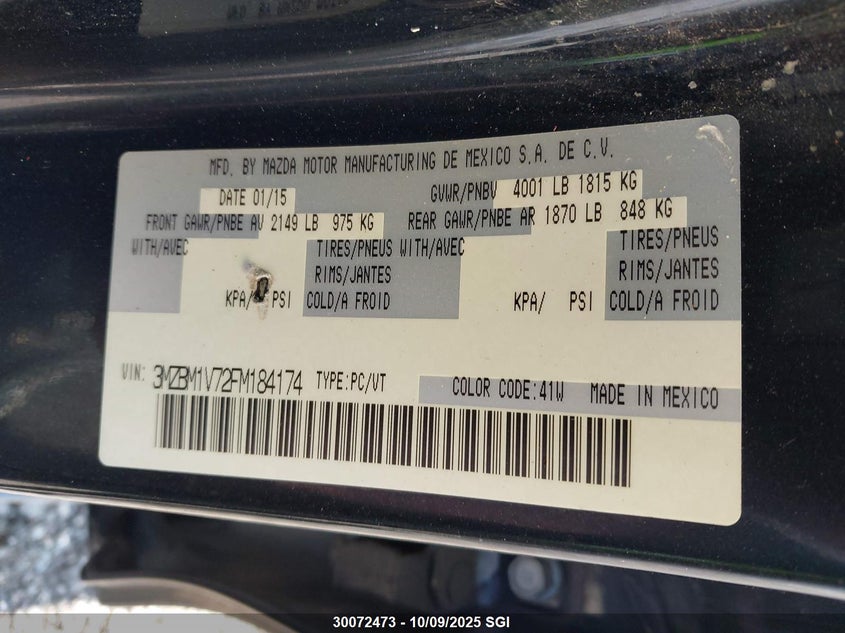 MFD. BY MAZDA MOTOR MANUFACTURING DE MEXICO S.A. DE C.V.
DATE 01/15 GVWR/PNBV 4001 LB 1815 KG
FRONT GAWR/PNBE AV 2149 LB 975 KG REAR GAWR/PNBE AR 1870 LB 848 KG
WITH/AVEC TIRES/PNEUS WITH/AVEC TIRES/PNEUS
RIMS/JANTES RIMS/JANTES
KPA/ PSI COLD/A FROID KPA/ PSI COLD/A FROID
VIN: 3MZBM1V72FM184174 TYPE:PC/VT COLOR CODE:41W MADE IN MEXICO
30072473 - 10/09/2025 SGI